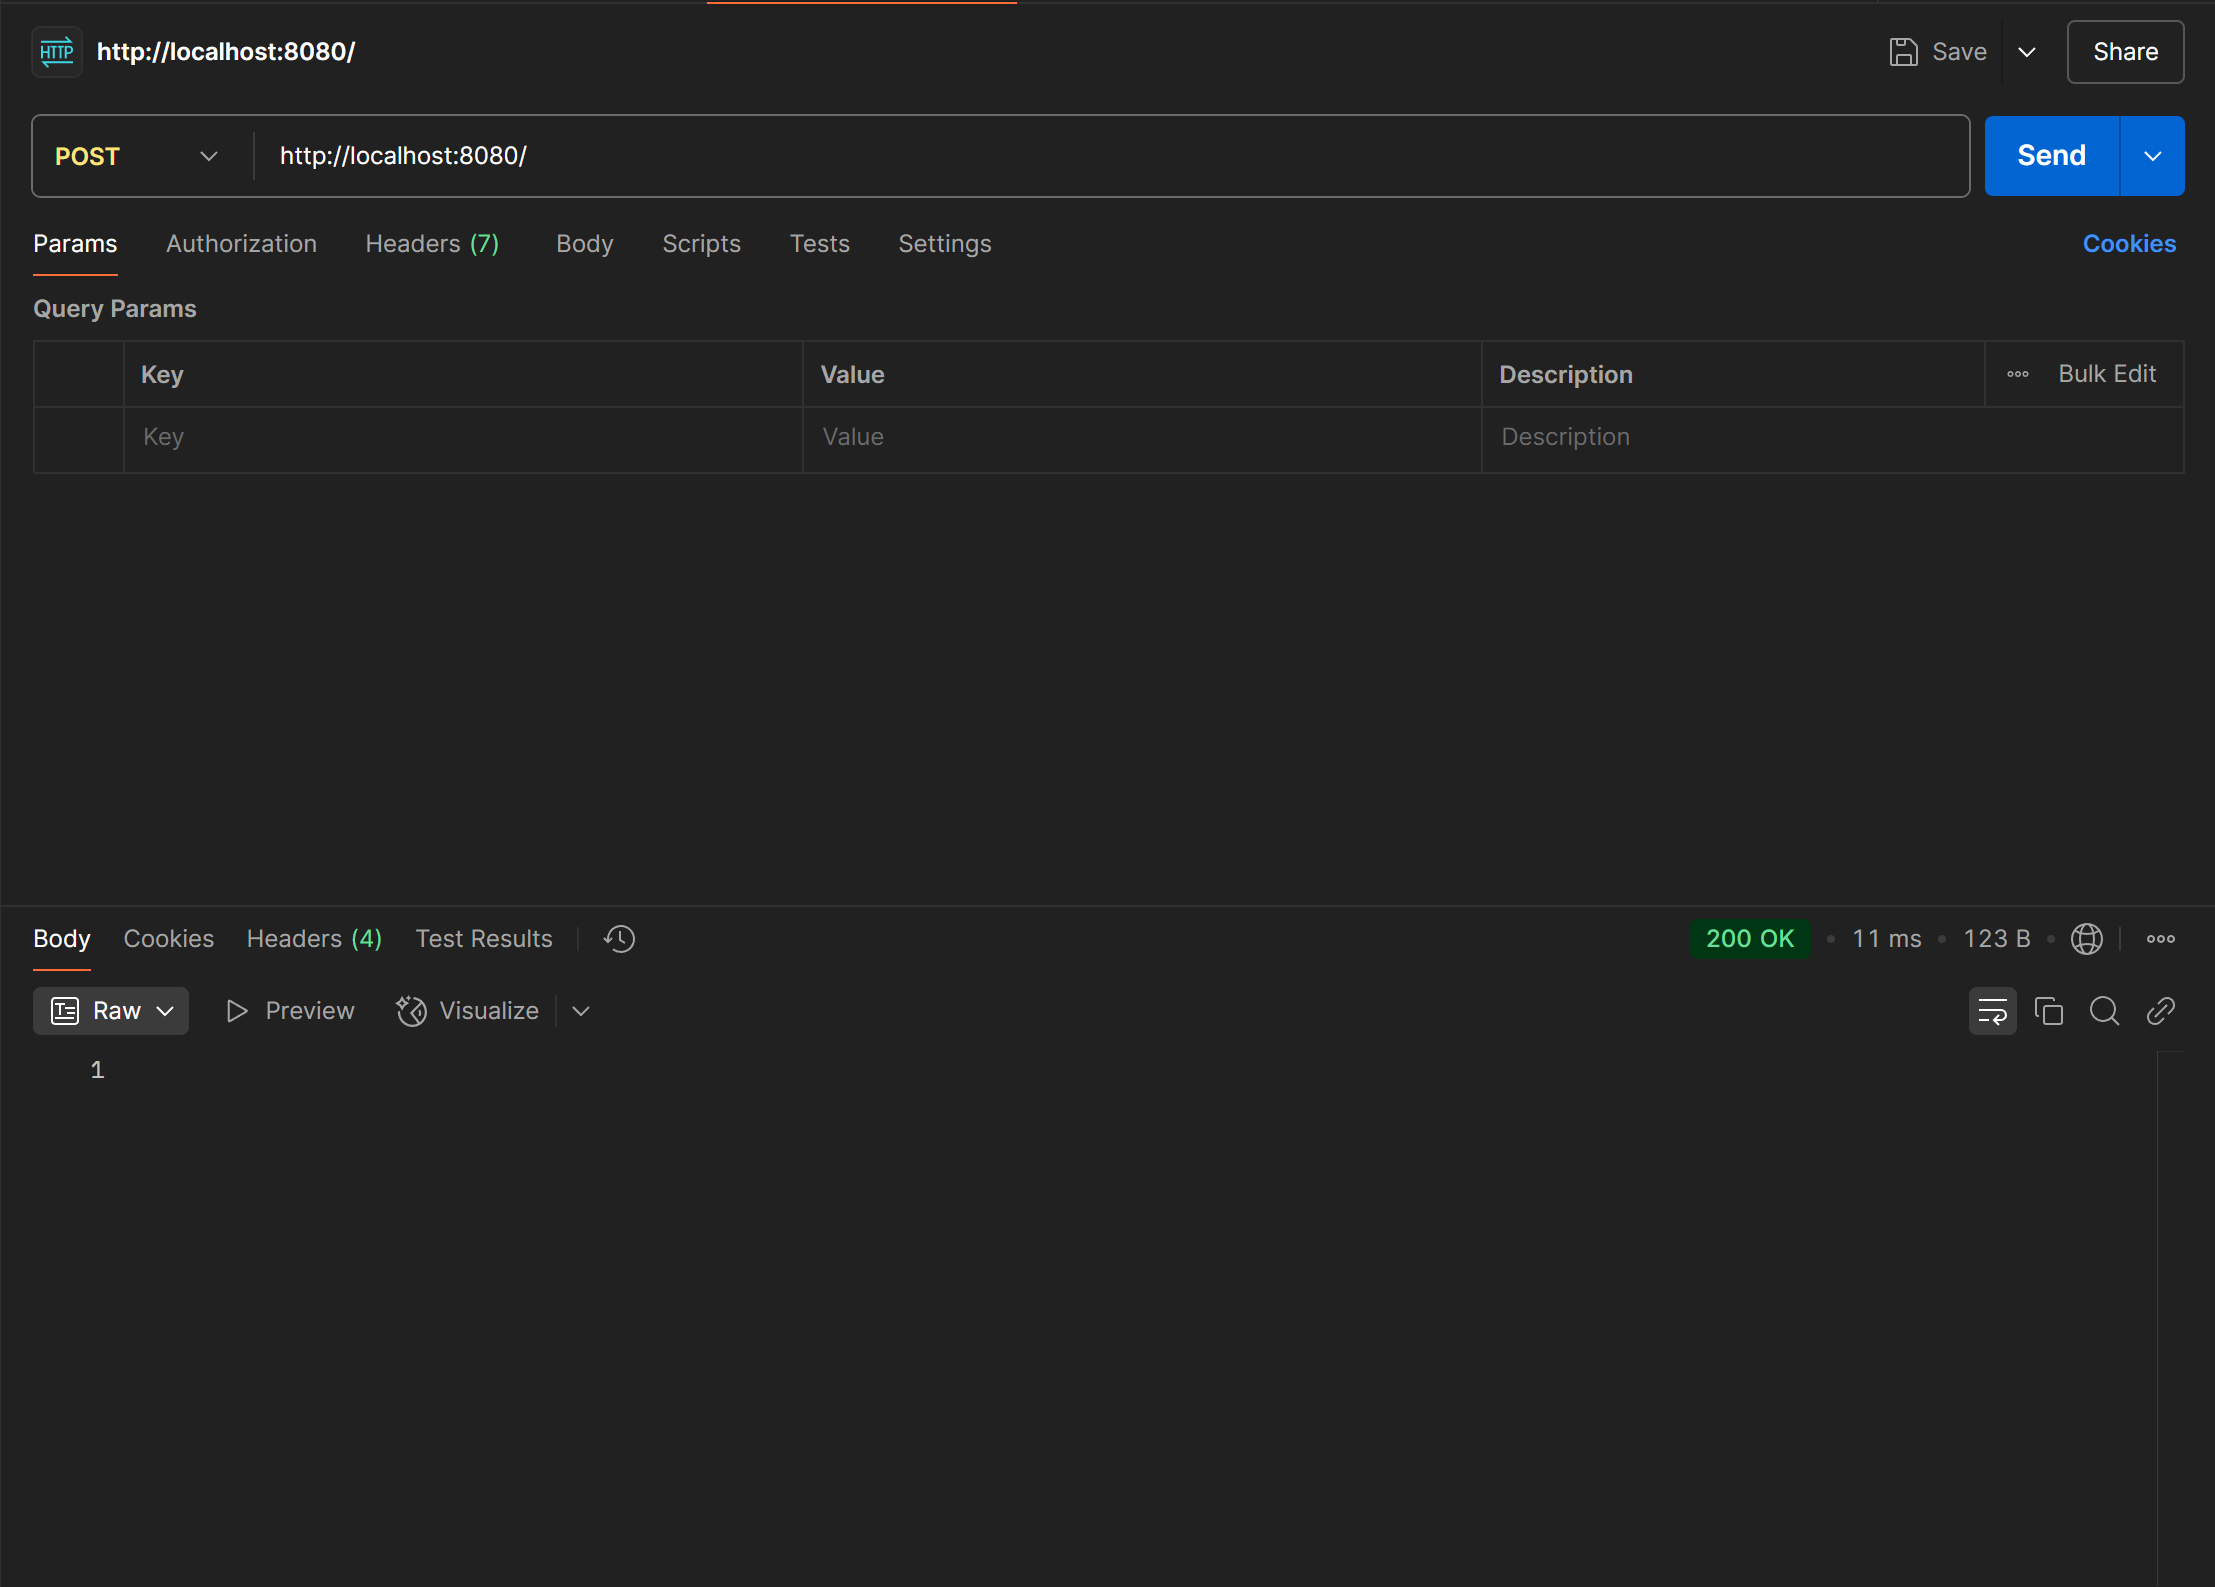 HTTP http://localhost:8080/ Save Share
POST http://localhost:8080/ Send
Params Authorization Headers (7) Body Scripts Tests Settings Cookies
Query Params
Key Value Description Bulk Edit
Key Value Description
Body Cookies Headers (4) Test Results 200 OK • 11 ms • 123 B •
Raw Preview Visualize
1